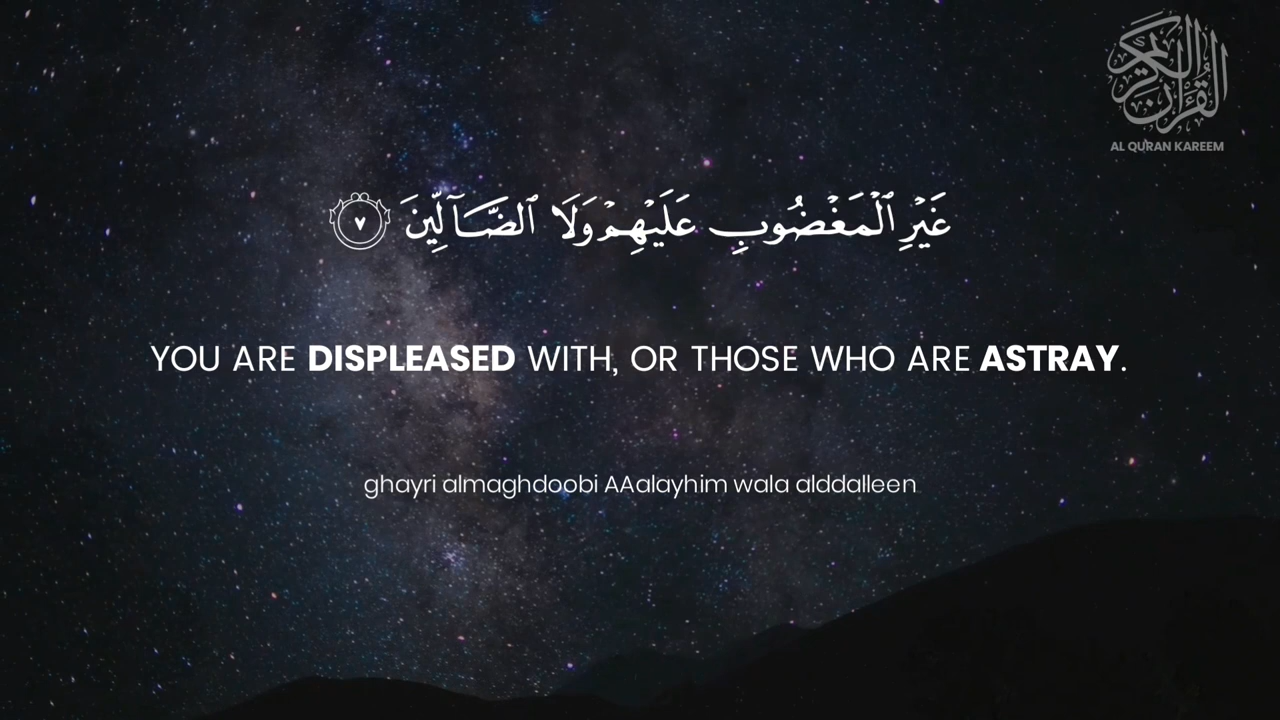 القرآن الكريم
AL QURAN KAREEM
غَيْرِ ٱلْمَغْضُوبِ عَلَيْهِمْ وَلَا ٱلضَّآلِّينَ ٧
YOU ARE DISPLEASED WITH, OR THOSE WHO ARE ASTRAY.
ghayri almaghdoobi AAalayhim wala alddalleen